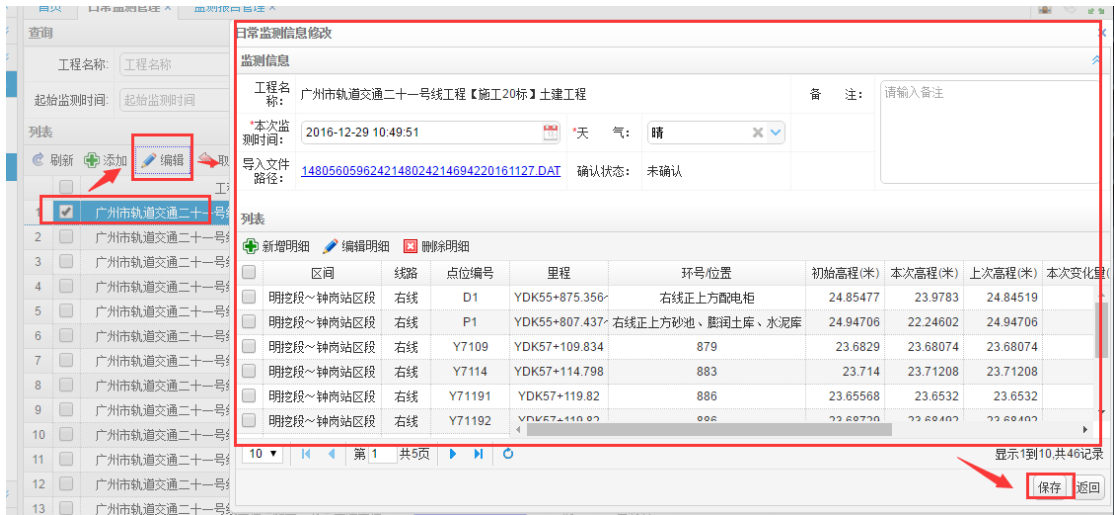 首页 日常监测管理 × 监测报告管理 ×
查询
工程名称: 工程名称
起始监测时间: 起始监测时间
列表
刷新 添加 编辑 取
工
1 广州市轨道交通二十一号
2 广州市轨道交通二十一号
3 广州市轨道交通二十一号
4 广州市轨道交通二十一号
5 广州市轨道交通二十一号
6 广州市轨道交通二十一号
7 广州市轨道交通二十一号
8 广州市轨道交通二十一号
9 广州市轨道交通二十一号
10 广州市轨道交通二十一号
11 广州市轨道交通二十一号
12 广州市轨道交通二十一号
13 广州市轨道交通二十一号
日常监测信息修改
监测信息
工程名称: 广州市轨道交通二十一号线工程【施工20标】土建工程 备 注: 请输入备注
*本次监测时间: 2016-12-29 10:49:51 *天 气: 晴
导入文件路径: 1480560596242148024214694220161127.DAT 确认状态: 未确认
列表
新增明细 编辑明细 删除明细
区间 线路 点位编号 里程 环号/位置 初始高程(米) 本次高程(米) 上次高程(米) 本次变化量(
明挖段~钟岗站区段 右线 D1 YDK55+875.356~ 右线正上方配电柜 24.85477 23.9783 24.84519
明挖段~钟岗站区段 右线 P1 YDK55+807.437~ 右线正上方砂池、膨润土库、水泥库 24.94706 22.24602 24.94706
明挖段~钟岗站区段 右线 Y7109 YDK57+109.834 879 23.6829 23.68074 23.68074
明挖段~钟岗站区段 右线 Y7114 YDK57+114.798 883 23.714 23.71208 23.71208
明挖段~钟岗站区段 右线 Y71191 YDK57+119.82 886 23.65568 23.6532 23.6532
明挖段~钟岗站区段 右线 Y71192 YDK57+119.82 886 23.68729 23.68492 23.68492
10 第 1 共5页 显示1到10,共46记录
保存 返回